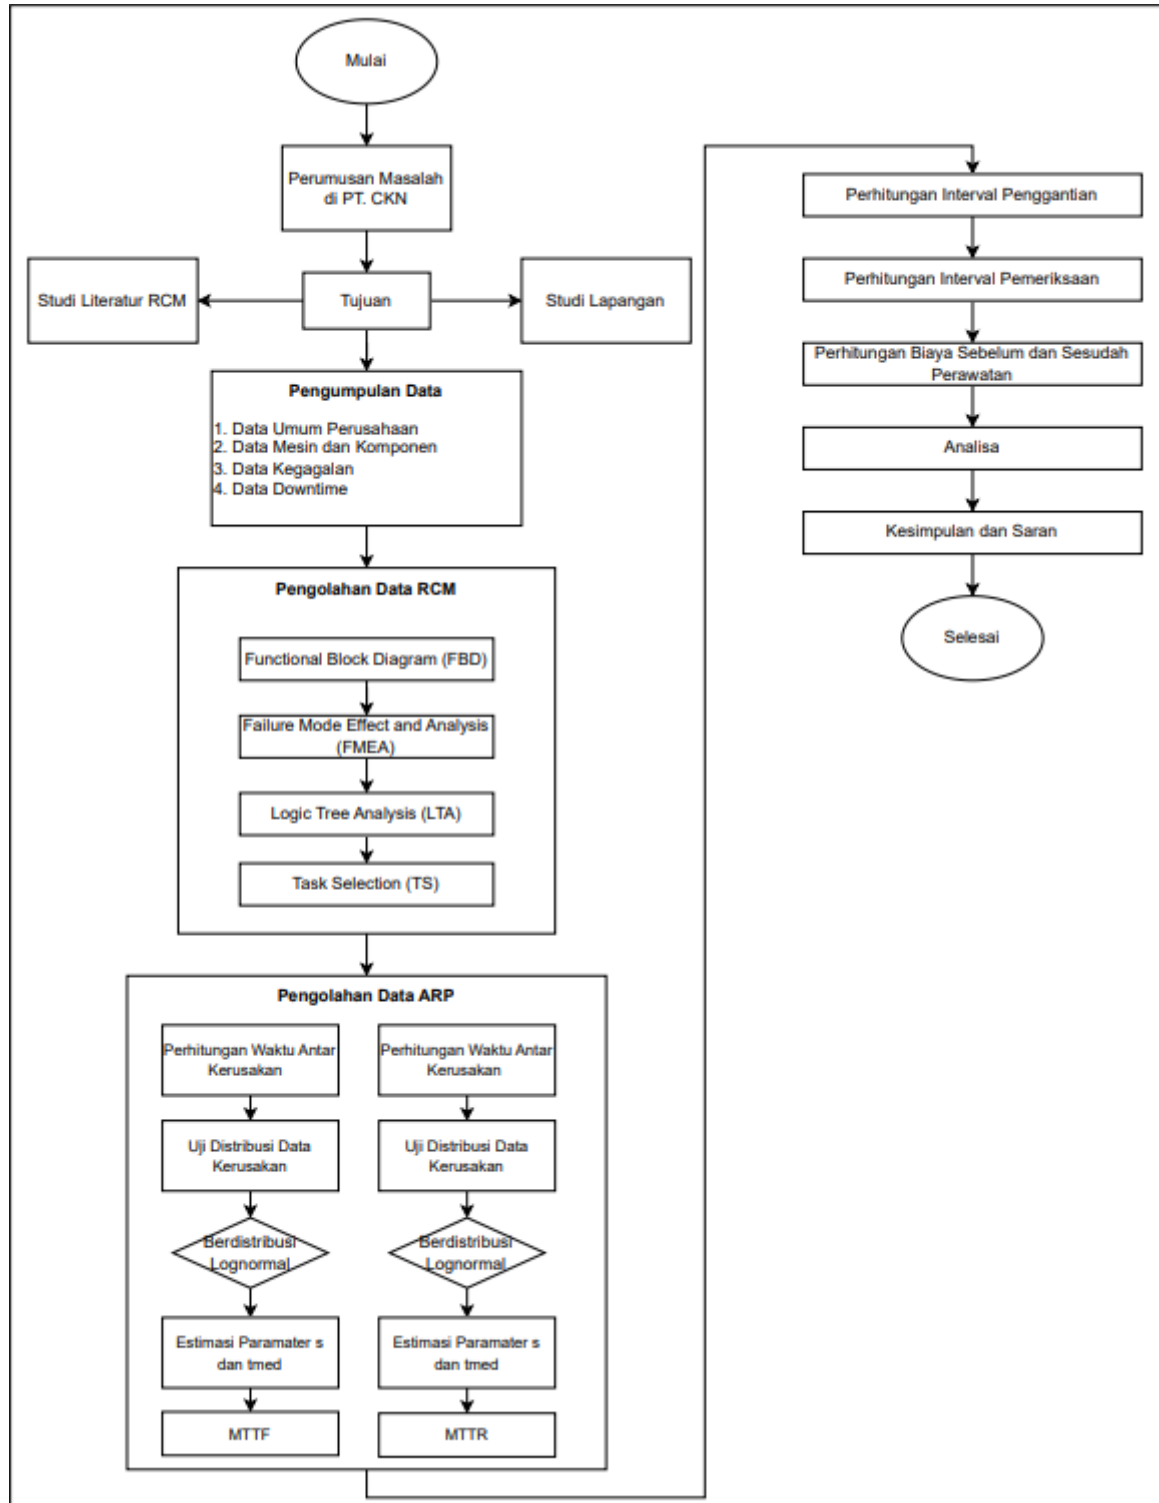 Mulai
Perumusan Masalah
di PT. CKN
Studi Literatur RCM
Tujuan
Studi Lapangan
Pengumpulan Data
1. Data Umum Perusahaan
2. Data Mesin dan Komponen
3. Data Kegagalan
4. Data Downtime
Pengolahan Data RCM
Functional Block Diagram (FBD)
Failure Mode Effect and Analysis
(FMEA)
Logic Tree Analysis (LTA)
Task Selection (TS)
Pengolahan Data ARP
Perhitungan Waktu Antar
Kerusakan
Uji Distribusi Data
Kerusakan
Berdistribusi
Lognormal
Estimasi Paramater s
dan tmed
MTTF
Perhitungan Waktu Antar
Kerusakan
Uji Distribusi Data
Kerusakan
Berdistribusi
Lognormal
Estimasi Paramater s
dan tmed
MTTR
Perhitungan Interval Penggantian
Perhitungan Interval Pemeriksaan
Perhitungan Biaya Sebelum dan Sesudah
Perawatan
Analisa
Kesimpulan dan Saran
Selesai